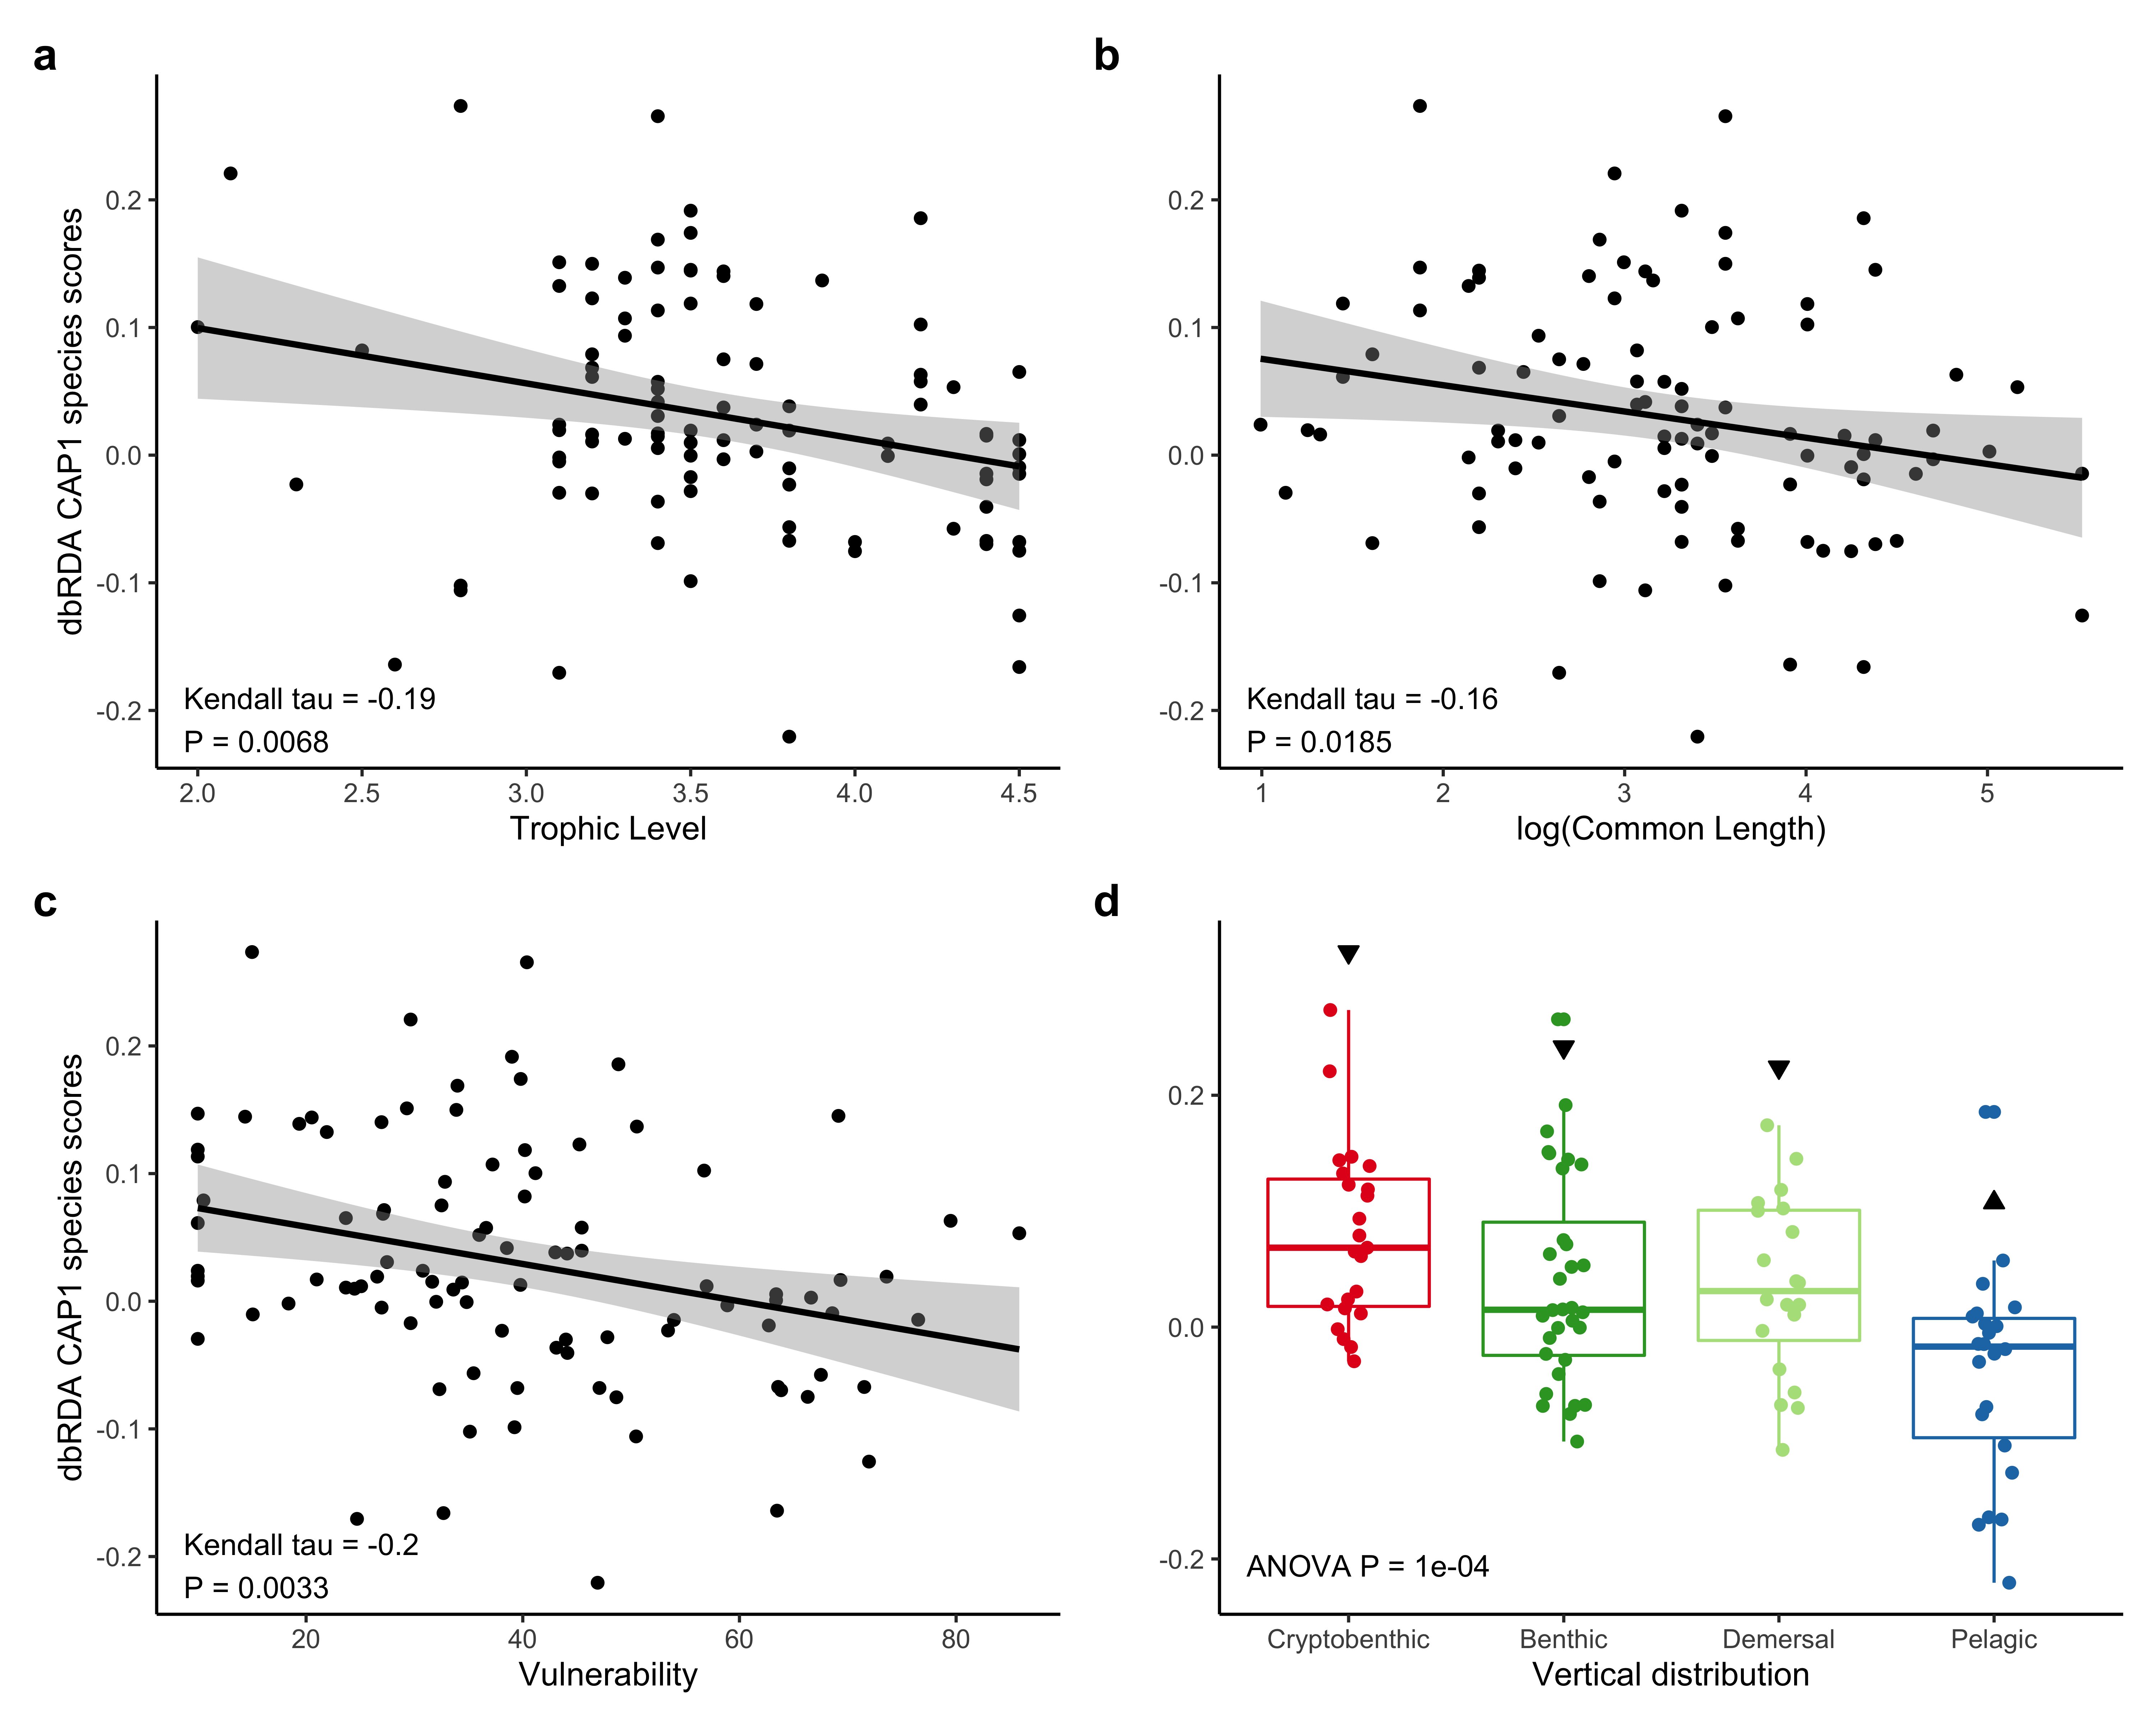 a
dbRDA CAP1 species scores
0.2
0.1
0.0
-0.1
-0.2
Kendall tau = -0.19
P = 0.0068
2.0 2.5 3.0 3.5 4.0 4.5
Trophic Level
b
0.2
0.1
0.0
-0.1
-0.2
Kendall tau = -0.16
P = 0.0185
1 2 3 4 5
log(Common Length)
c
dbRDA CAP1 species scores
0.2
0.1
0.0
-0.1
-0.2
Kendall tau = -0.2
P = 0.0033
20 40 60 80
Vulnerability
d
0.2
0.0
-0.2
ANOVA P = 1e-04
Cryptobenthic Benthic Demersal Pelagic
Vertical distribution